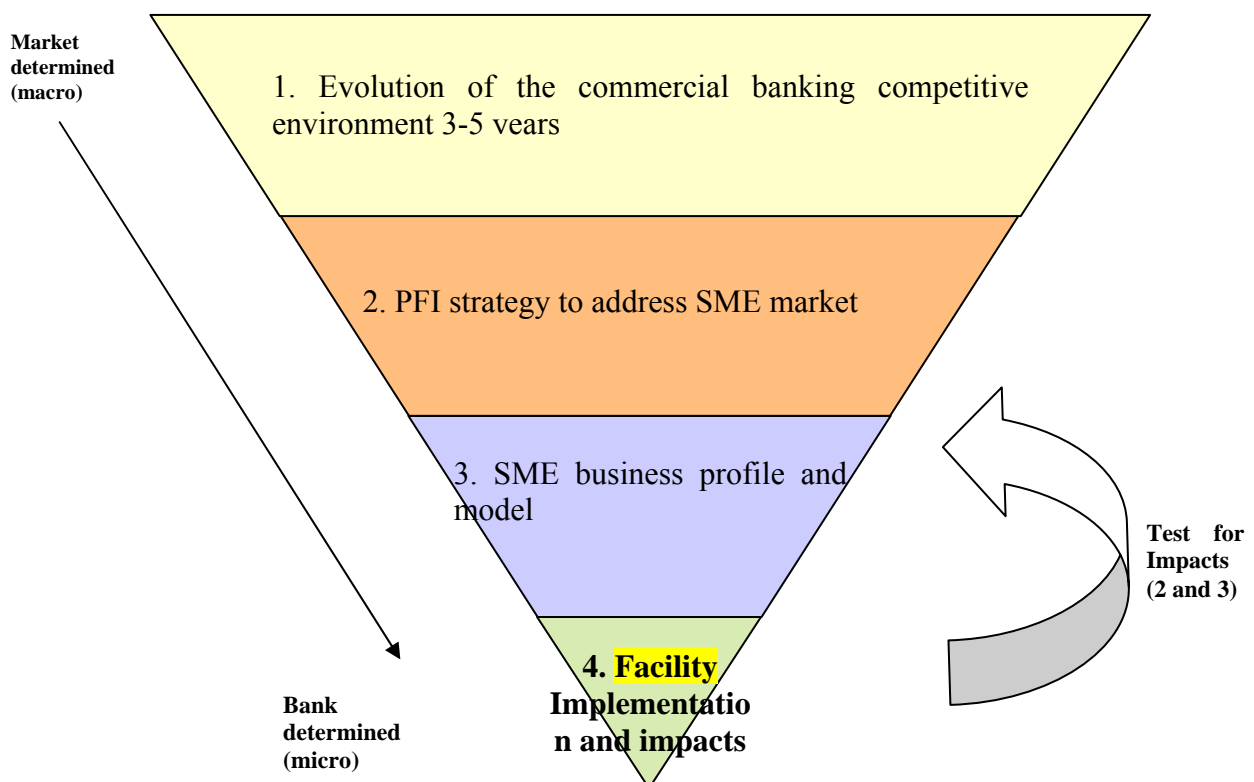 Market
determined
(macro)
1. Evolution of the commercial banking competitive
environment 3-5 vears
2. PFI strategy to address SME market
3. SME business profile and
model
Test for
Impacts
(2 and 3)
4. Facility
Implementatio
n and impacts
Bank
determined
(micro)